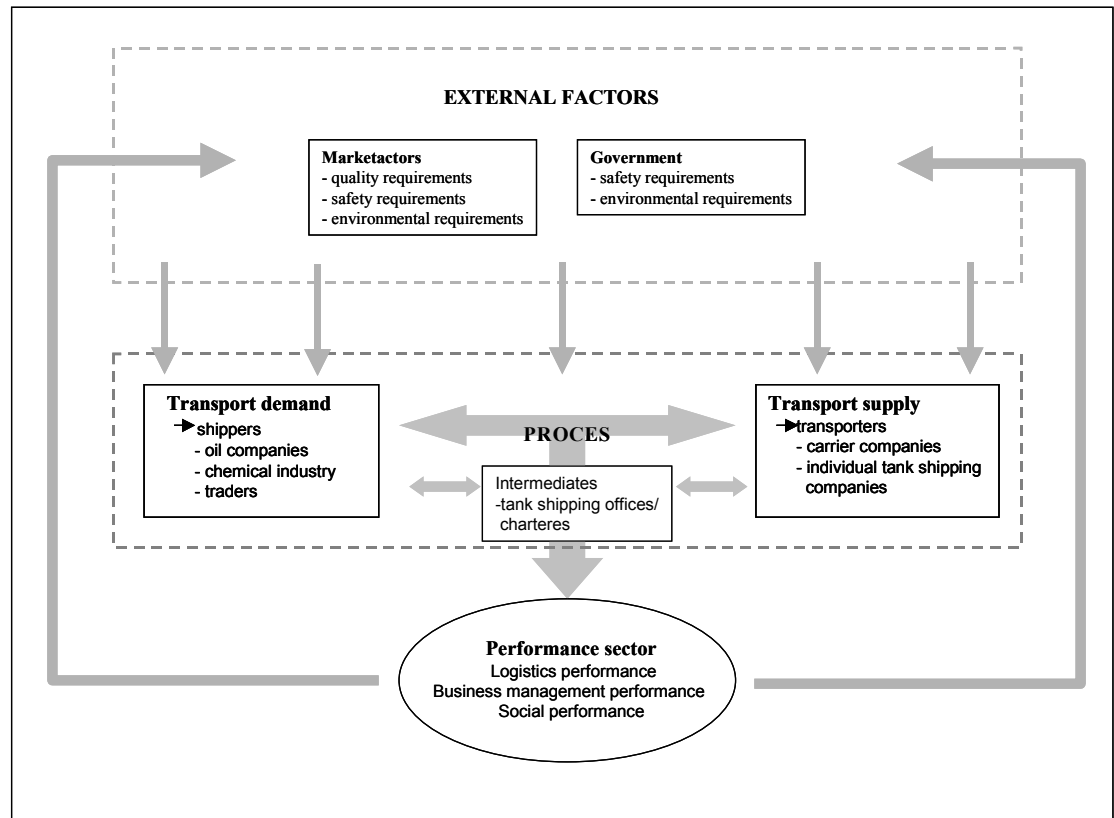 EXTERNAL FACTORS
Marketactors
- quality requirements
- safety requirements
- environmental requirements
Government
- safety requirements
- environmental requirements
Transport demand
shippers
- oil companies
- chemical industry
- traders
PROCES
Intermediates
-tank shipping offices/
charteres
Transport supply
transporters
- carrier companies
- individual tank shipping
companies
Performance sector
Logistics performance
Business management performance
Social performance